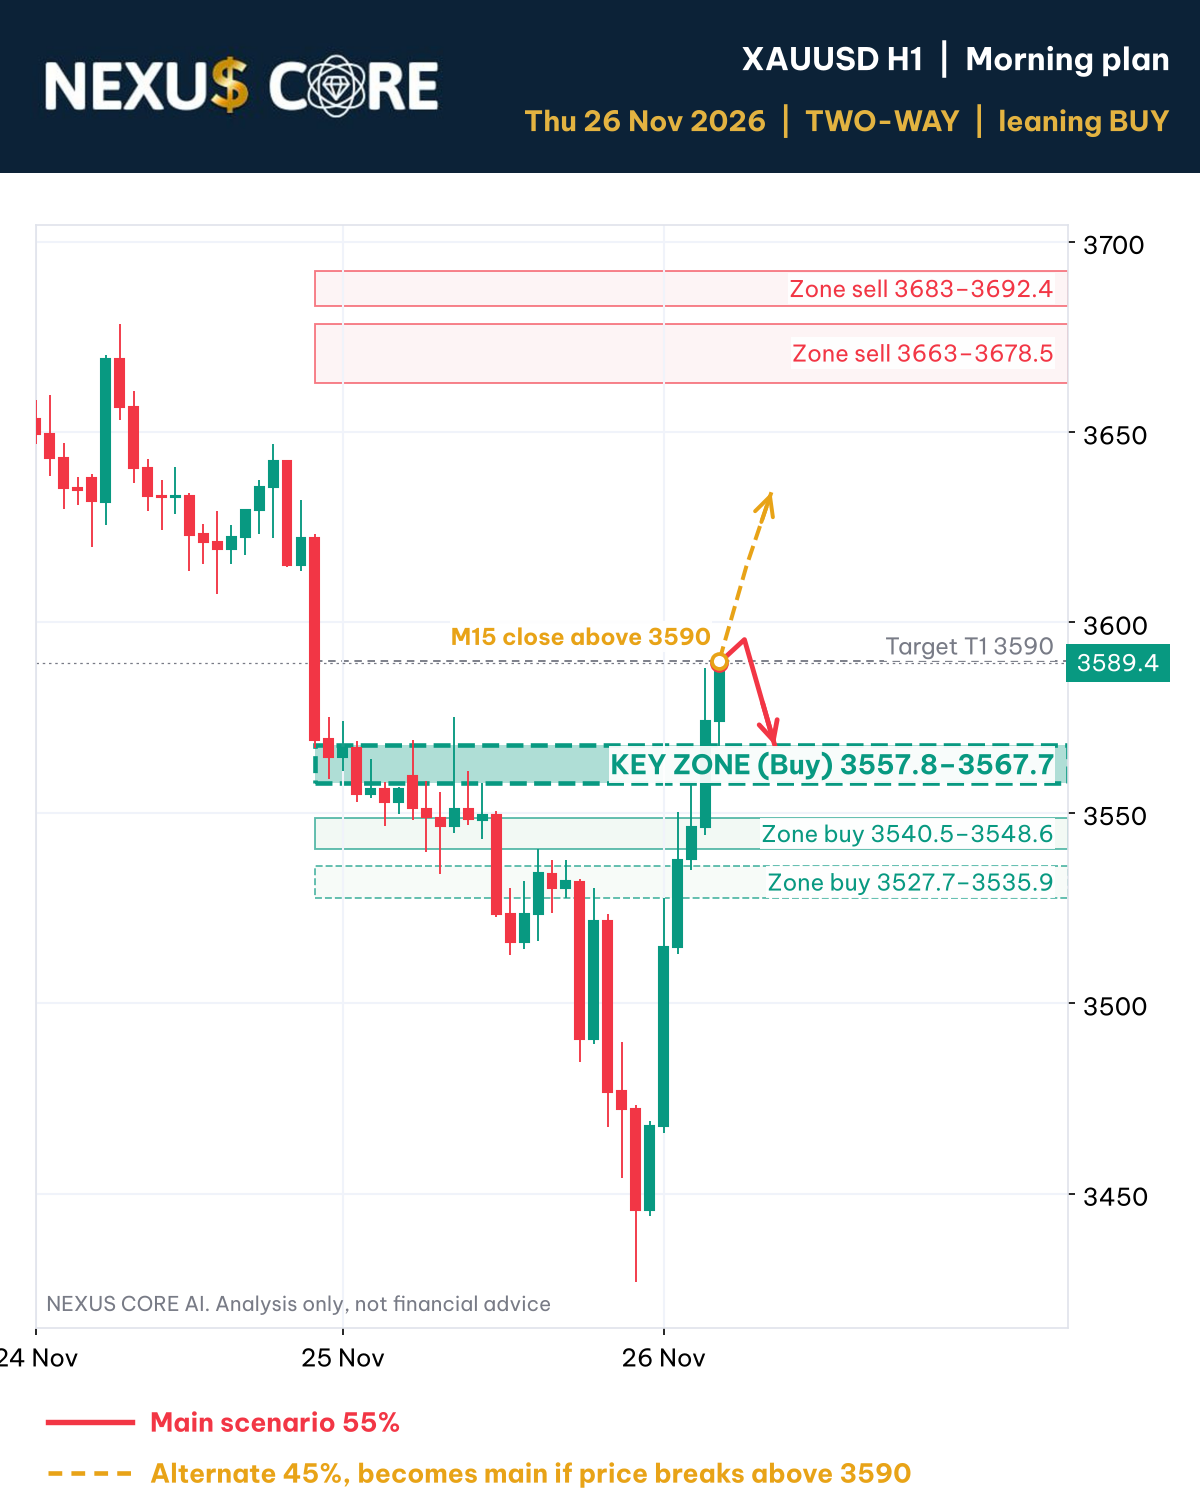 NEXU$ CORE
XAUUSD H1 | Morning plan
Thu 26 Nov 2026 | TWO-WAY | leaning BUY
3700
Zone sell 3683–3692.4
Zone sell 3663–3678.5
3650
3600
M15 close above 3590
Target T1 3590
3589.4
KEY ZONE (Buy) 3557.8–3567.7
3550
Zone buy 3540.5–3548.6
Zone buy 3527.7–3535.9
3500
3450
NEXUS CORE AI. Analysis only, not financial advice
24 Nov
25 Nov
26 Nov
Main scenario 55%
Alternate 45%, becomes main if price breaks above 3590